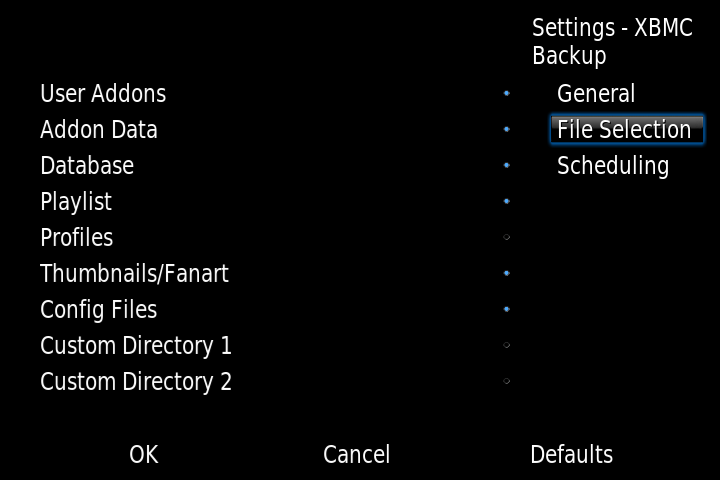 Settings - XBMC
Backup
User Addons
General
Addon Data
File Selection
Database
Scheduling
Playlist
Profiles
Thumbnails/Fanart
Config Files
Custom Directory 1
Custom Directory 2
OK
Cancel
Defaults